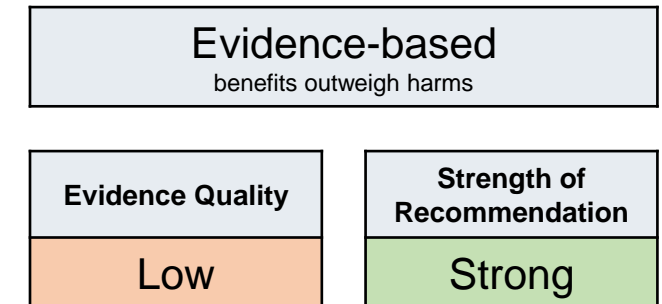 Evidence-based
benefits outweigh harms
Evidence Quality
Strength of
Recommendation
Low
Strong